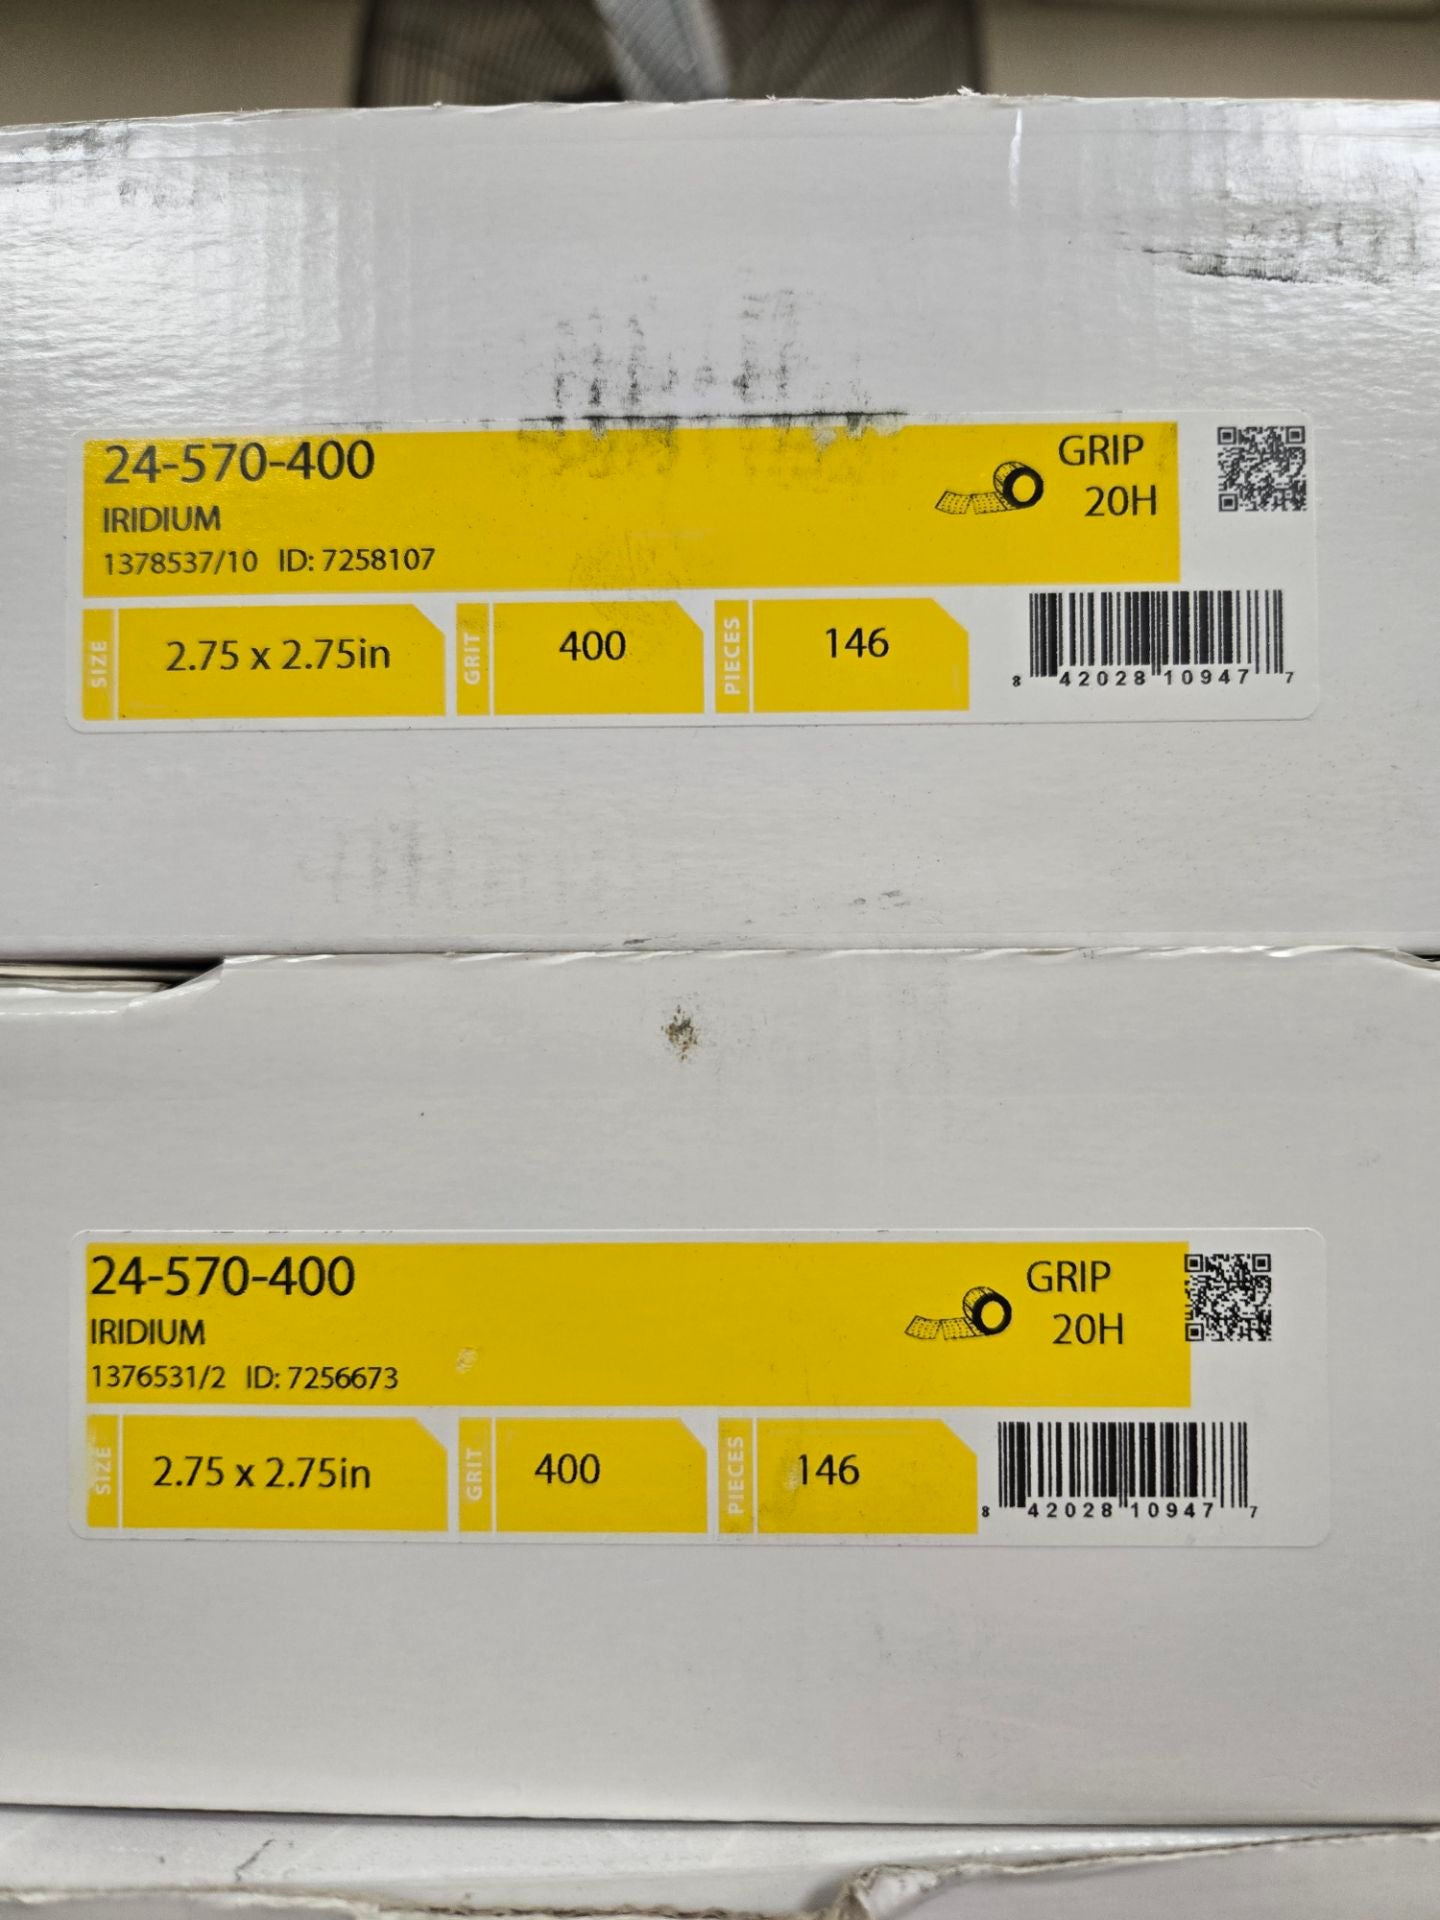 24-570-400
IRIDIUM
1378537/10 ID: 7258107
GRIP
20H
SIZE
2.75 x 2.75in
GRIT
400
PIECES
146
8 42028 10947 7
24-570-400
IRIDIUM
1376531/2 ID: 7256673
GRIP
20H
SIZE
2.75 x 2.75in
GRIT
400
PIECES
146
8 42028 10947 7